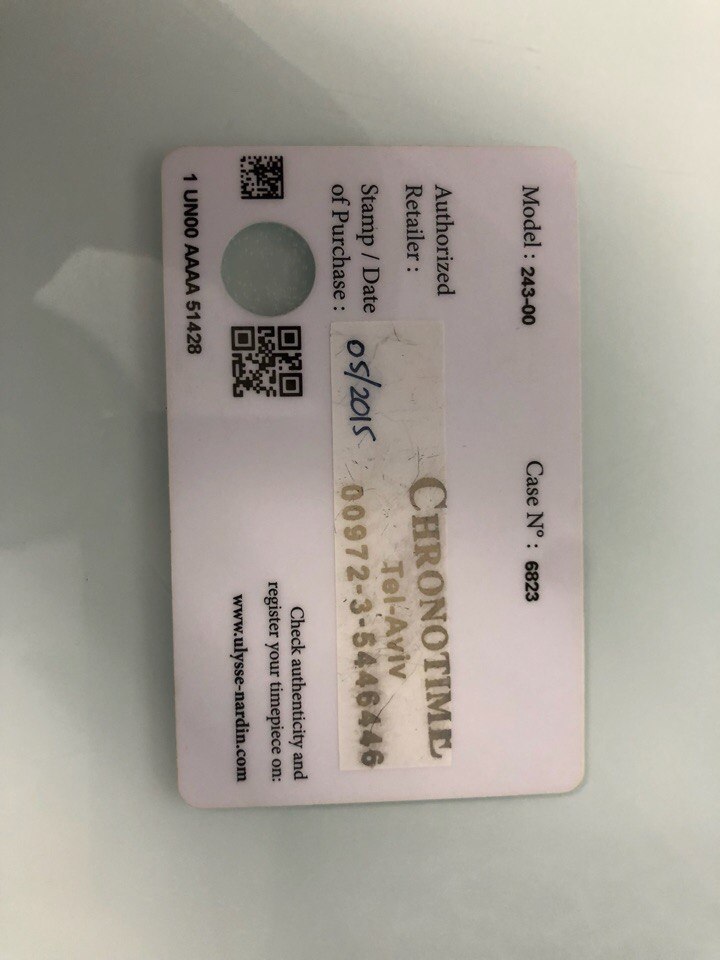 Model : 243-00 Case Nº : 6823
Authorized
Retailer :
CHRONOTIME
Tel-Aviv
Stamp / Date
of Purchase :
05/2015
00972-3-5446446
Check authenticity and
register your timepiece on:
www.ulysse-nardin.com
1 UN00 AAAA 51428